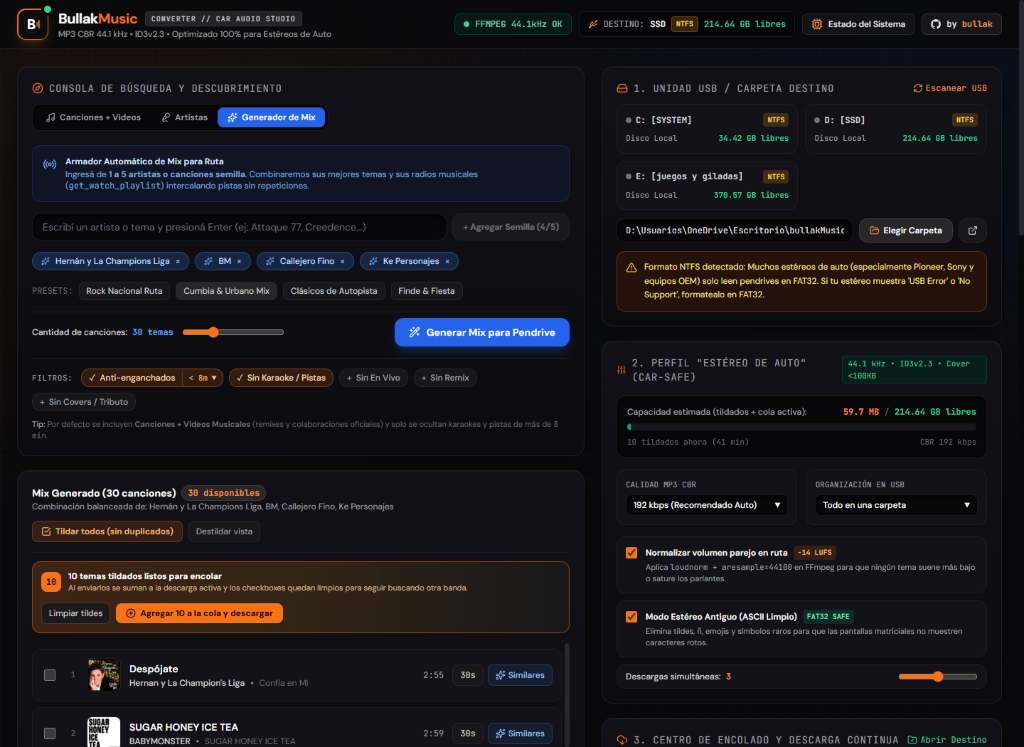 B
BullakMusic
CONVERTER // CAR AUDIO STUDIO
MP3 CBR 44.1 kHz • ID3v2.3 • Optimizado 100% para Estéreos de Auto
FFMPEG 44.1kHz OK
DESTINO: SSD NTFS 214.64 GB libres
Estado del Sistema
by bullak
CONSOLA DE BÚSQUEDA Y DESCUBRIMIENTO
Canciones + Videos
Artistas
Generador de Mix
Armador Automático de Mix para Ruta
Ingresá de 1 a 5 artistas o canciones semilla. Combinaremos sus mejores temas y sus radios musicales
(get_watch_playlist) intercalando pistas sin repeticiones.
Escribí un artista o tema y presioná Enter (ej: Attaque 77, Creedence...)
+ Agregar Semilla (4/5)
Hernán y La Champions Liga ×
BM ×
Callejero Fino ×
Ke Personajes ×
PRESETS:
Rock Nacional Ruta
Cumbia & Urbano Mix
Clásicos de Autopista
Finde & Fiesta
Cantidad de canciones: 30 temas
Generar Mix para Pendrive
FILTROS:
✓ Anti-enganchados
< 8m ▼
✓ Sin Karaoke / Pistas
+ Sin En Vivo
+ Sin Remix
+ Sin Covers / Tributo
Tip: Por defecto se incluyen Canciones + Videos Musicales (remixes y colaboraciones oficiales) y solo se ocultan karaokes y pistas de más de 8
min.
Mix Generado (30 canciones)
30 disponibles
Combinación balanceada de: Hernán y La Champions Liga, BM, Callejero Fino, Ke Personajes
Tildar todos (sin duplicados)
Destildar vista
10
10 temas tildados listos para encolar
Al enviarlos se suman a la descarga activa y los checkboxes quedan limpios para seguir buscando otra banda.
Limpiar tildes
Agregar 10 a la cola y descargar
1
Despójate
Hernan y La Champion's Liga • Confía en Mi
2:55
30s
Similares
2
SUGAR HONEY ICE TEA
SUGAR HONEY ICE TEA
BABYMONSTER • SUGAR HONEY ICE TEA
2:59
30s
Similares
1. UNIDAD USB / CARPETA DESTINO
Escanear USB
C: [SYSTEM] NTFS
Disco Local 34.42 GB libres
D: [SSD] NTFS
Disco Local 214.64 GB libres
E: [juegos y giladas] NTFS
Disco Local 370.57 GB libres
D:\Usuarios\OneDrive\Escritorio\bullakMusic
Elegir Carpeta
Formato NTFS detectado: Muchos estéreos de auto (especialmente Pioneer, Sony y
equipos OEM) solo leen pendrives en FAT32. Si tu estéreo muestra 'USB Error' o 'No
Support', formatealo en FAT32.
2. PERFIL "ESTÉREO DE AUTO"
(CAR-SAFE)
44.1 kHz • ID3v2.3 • Cover
<100KB
Capacidad estimada (tildados + cola activa): 59.7 MB / 214.64 GB libres
10 tildados ahora (41 min)
CBR 192 kbps
CALIDAD MP3 CBR
192 kbps (Recomendado Auto) ▼
ORGANIZACIÓN EN USB
Todo en una carpeta ▼
Normalizar volumen parejo en ruta
-14 LUFS
Aplica loudnorm + aresample=44100 en FFmpeg para que ningún tema suene más bajo
o sature los parlantes.
Modo Estéreo Antiguo (ASCII Limpio)
FAT32 SAFE
Elimina tildes, ñ, emojis y símbolos raros para que las pantallas matriciales no muestren
caracteres rotos.
Descargas simultáneas: 3
3. CENTRO DE ENCOLADO Y DESCARGA CONTINUA
Abrir Destino